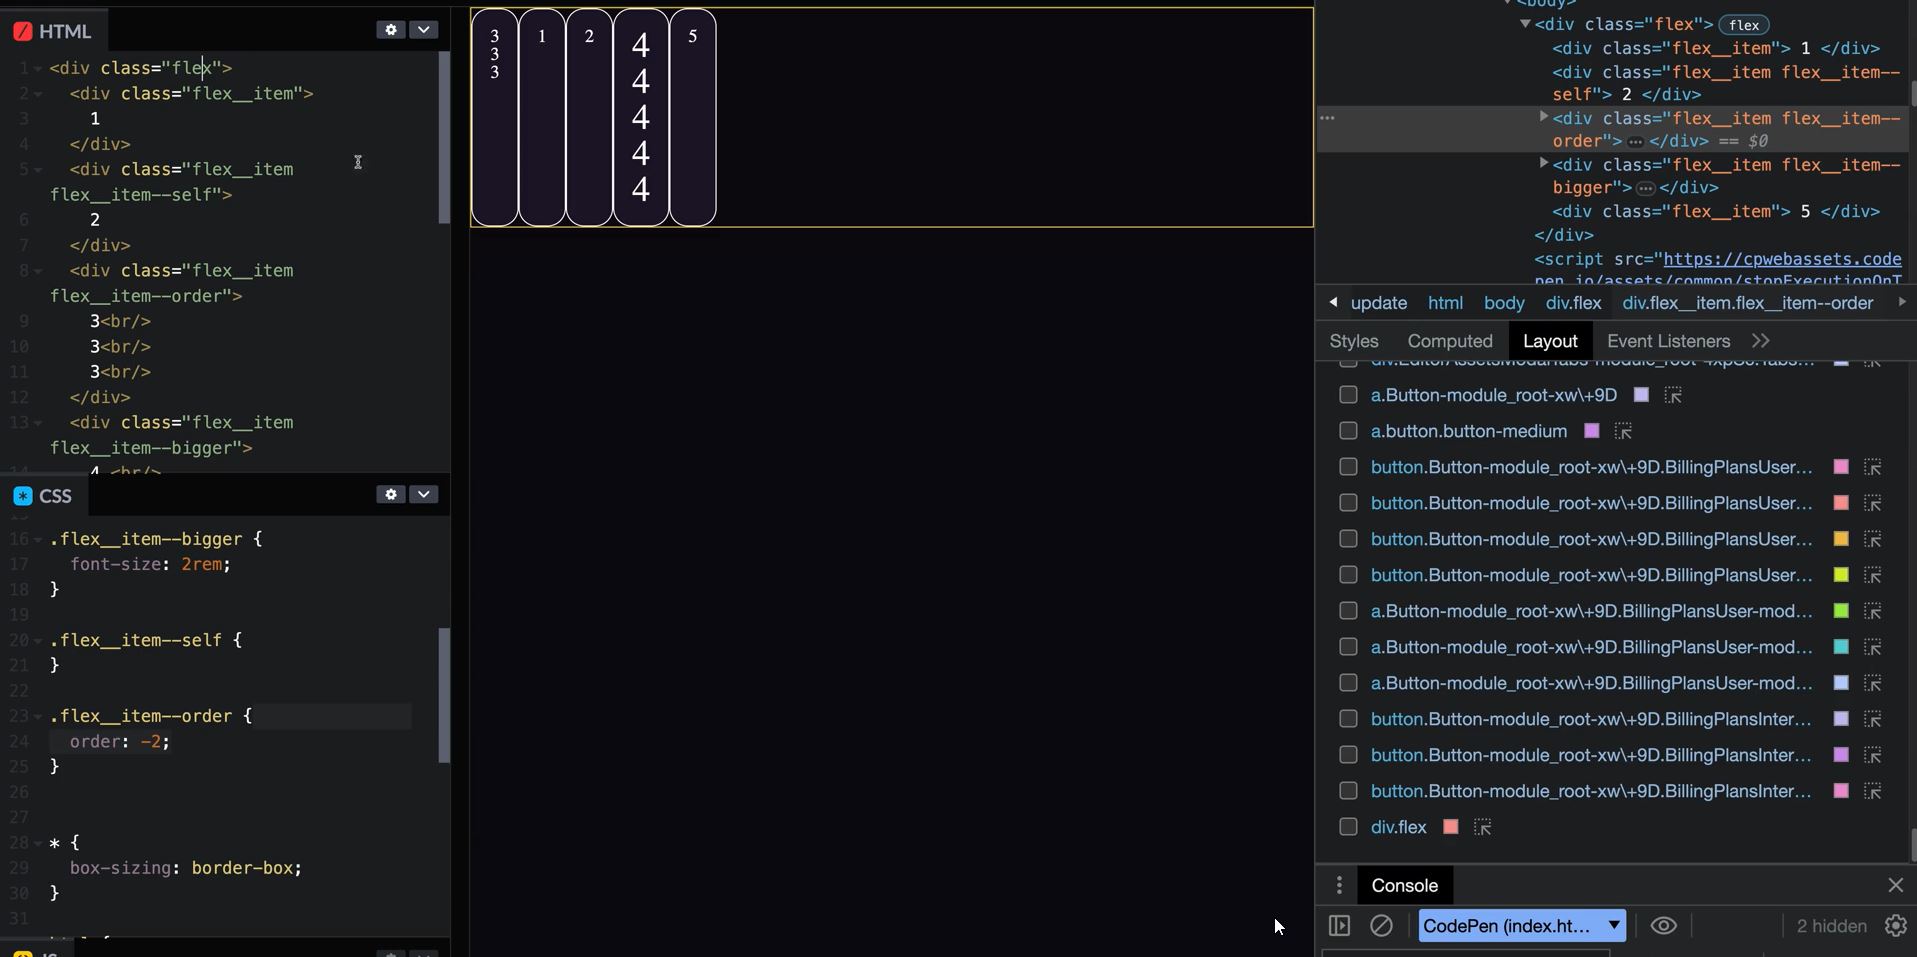 HTML
1 <div class="flex">
2 <div class="flex__item">
3 1
4 </div>
5 <div class="flex__item
flex__item--self">
6 2
7 </div>
8 <div class="flex__item
flex__item--order">
9 3<br/>
10 3<br/>
11 3<br/>
12 </div>
13 <div class="flex__item
flex__item--bigger">
14 4 <br/>
CSS
16 .flex__item--bigger {
17 font-size: 2rem;
18 }
19
20 .flex__item--self {
21 }
22
23 .flex__item--order {
24 order: -2;
25 }
26
27
28 * {
29 box-sizing: border-box;
30 }
31
3 1 2 4 5
3 4
3 4
4
4
<body>
<div class="flex"> flex
<div class="flex__item"> 1 </div>
<div class="flex__item flex__item--
self"> 2 </div>
<div class="flex__item flex__item--
order"> … </div> == $0
<div class="flex__item flex__item--
bigger"> … </div>
<div class="flex__item"> 5 </div>
</div>
<script src="https://cpwebassets.code
pen.io/assets/common/stopExecutionOnT
update html body div.flex div.flex__item.flex__item--order
Styles Computed Layout Event Listeners
a.Button-module_root-xw\+9D
a.button.button-medium
button.Button-module_root-xw\+9D.BillingPlansUser...
button.Button-module_root-xw\+9D.BillingPlansUser...
button.Button-module_root-xw\+9D.BillingPlansUser...
button.Button-module_root-xw\+9D.BillingPlansUser...
a.Button-module_root-xw\+9D.BillingPlansUser-mod...
a.Button-module_root-xw\+9D.BillingPlansUser-mod...
a.Button-module_root-xw\+9D.BillingPlansUser-mod...
button.Button-module_root-xw\+9D.BillingPlansInter...
button.Button-module_root-xw\+9D.BillingPlansInter...
button.Button-module_root-xw\+9D.BillingPlansInter...
div.flex
Console
CodePen (index.ht... 2 hidden